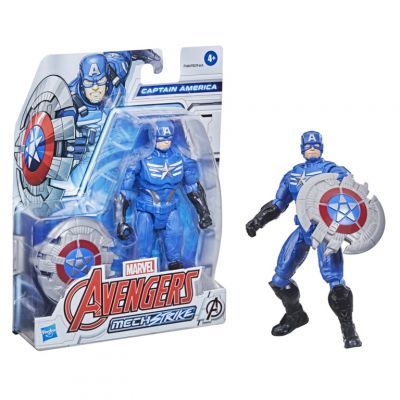 CAPTAIN AMERICA
4+
A
MARVEL
AVENGERS
MECH STRIKE
Hasbro
A